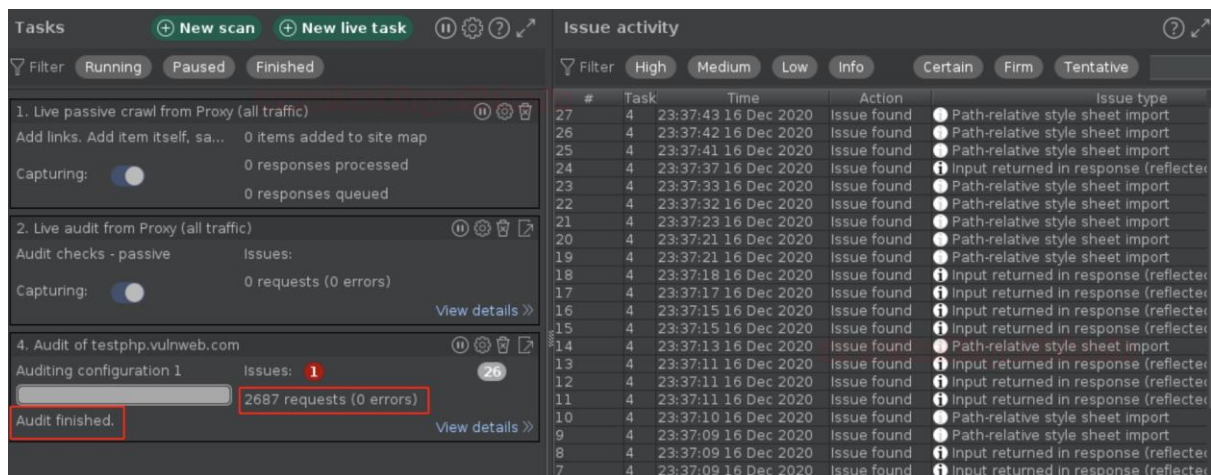 Tasks
New scan
New live task
Filter Running Paused Finished
1. Live passive crawl from Proxy (all traffic)
Add links. Add item itself, sa... 0 items added to site map
0 responses processed
Capturing:
0 responses queued
2. Live audit from Proxy (all traffic)
Audit checks - passive Issues:
0 requests (0 errors)
Capturing:
View details »
4. Audit of testphp.vulnweb.com
Auditing configuration 1 Issues: 1 26
2687 requests (0 errors)
Audit finished.
View details »
Issue activity
Filter High Medium Low Info Certain Firm Tentative
# Task Time Action Issue type
27 4 23:37:43 16 Dec 2020 Issue found Path-relative style sheet import
26 4 23:37:42 16 Dec 2020 Issue found Path-relative style sheet import
25 4 23:37:41 16 Dec 2020 Issue found Path-relative style sheet import
24 4 23:37:37 16 Dec 2020 Issue found Input returned in response (reflected
23 4 23:37:33 16 Dec 2020 Issue found Path-relative style sheet import
22 4 23:37:32 16 Dec 2020 Issue found Path-relative style sheet import
21 4 23:37:23 16 Dec 2020 Issue found Path-relative style sheet import
20 4 23:37:21 16 Dec 2020 Issue found Path-relative style sheet import
19 4 23:37:21 16 Dec 2020 Issue found Path-relative style sheet import
18 4 23:37:18 16 Dec 2020 Issue found Input returned in response (reflected
17 4 23:37:17 16 Dec 2020 Issue found Input returned in response (reflected
16 4 23:37:15 16 Dec 2020 Issue found Input returned in response (reflected
15 4 23:37:15 16 Dec 2020 Issue found Input returned in response (reflected
14 4 23:37:13 16 Dec 2020 Issue found Path-relative style sheet import
13 4 23:37:11 16 Dec 2020 Issue found Input returned in response (reflected
12 4 23:37:11 16 Dec 2020 Issue found Input returned in response (reflected
11 4 23:37:11 16 Dec 2020 Issue found Input returned in response (reflected
10 4 23:37:10 16 Dec 2020 Issue found Path-relative style sheet import
9 4 23:37:09 16 Dec 2020 Issue found Path-relative style sheet import
8 4 23:37:09 16 Dec 2020 Issue found Input returned in response (reflected
7 4 23:37:09 16 Dec 2020 Issue found Input returned in response (reflected